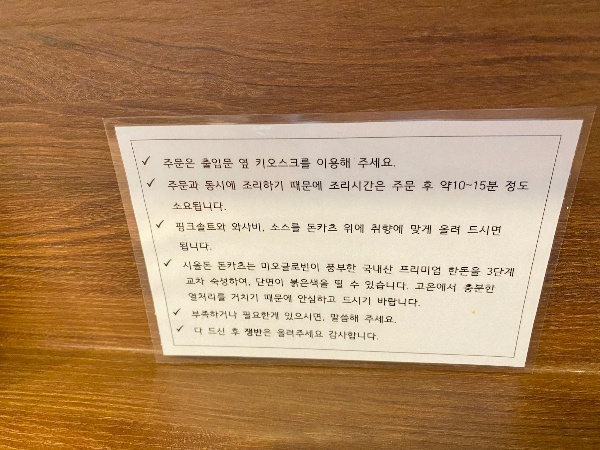 ✓ 주문은 출입문 옆 키오스크를 이용해 주세요.
✓ 주문과 동시에 조리하기 때문에 조리시간은 주문 후 약10~15분 정도
소요됩니다.
✓ 핑크솔트와 와사비, 소스를 돈카츠 위에 취향에 맞게 올려 드시면
됩니다.
✓ 시올돈 돈카츠는 미오글로빈이 풍부한 국내산 프리미엄 한돈을 3단계
교차 숙성하여, 단면이 붉은색을 띌 수 있습니다. 고온에서 충분한
열처리를 거치기 때문에 안심하고 드시기 바랍니다.
✓ 부족하거나 필요한게 있으시면, 말씀해 주세요.
✓ 다 드신 후 쟁반은 올려주세요 감사합니다.